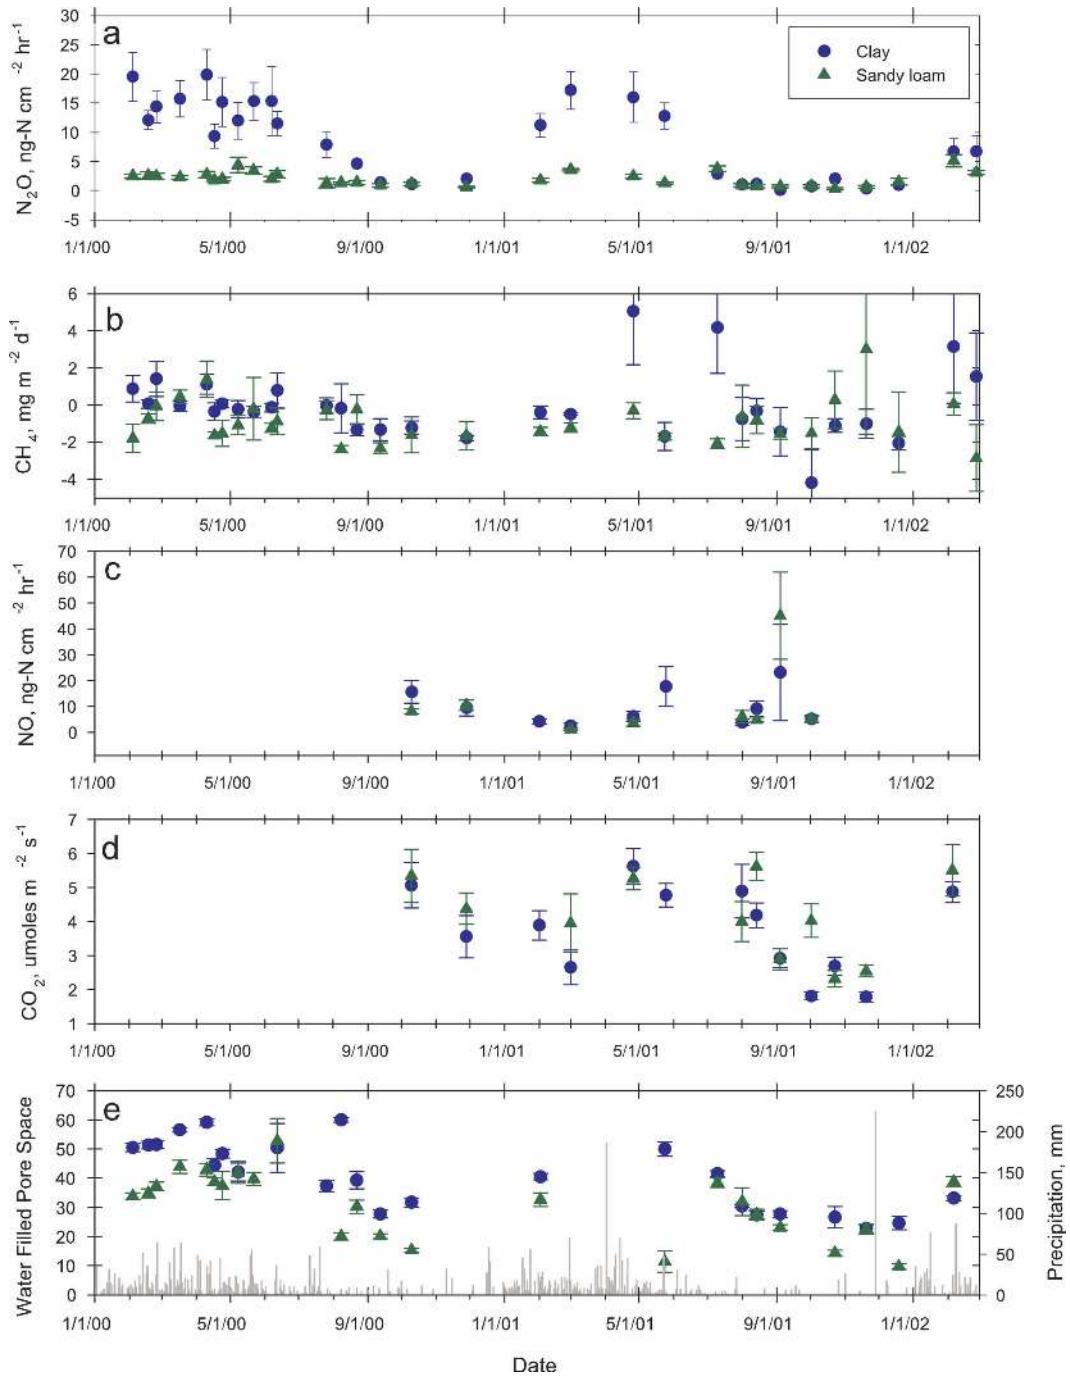 a
30
25
20
15
10
5
0
-5
N₂O, ng-N cm ⁻² hr⁻¹
Clay
Sandy loam
1/1/00 5/1/00 9/1/00 1/1/01 5/1/01 9/1/01 1/1/02
b
6
4
2
0
-2
-4
CH₄, mg m ⁻² d⁻¹
1/1/00 5/1/00 9/1/00 1/1/01 5/1/01 9/1/01 1/1/02
c
70
60
50
40
30
20
10
0
NO, ng-N cm ⁻² hr⁻¹
1/1/00 5/1/00 9/1/00 1/1/01 5/1/01 9/1/01 1/1/02
d
7
6
5
4
3
2
1
CO₂, umoles m ⁻² s⁻¹
1/1/00 5/1/00 9/1/00 1/1/01 5/1/01 9/1/01 1/1/02
e
70
60
50
40
30
20
10
0
Water Filled Pore Space
250
200
150
100
50
0
Precipitation, mm
1/1/00 5/1/00 9/1/00 1/1/01 5/1/01 9/1/01 1/1/02
Date